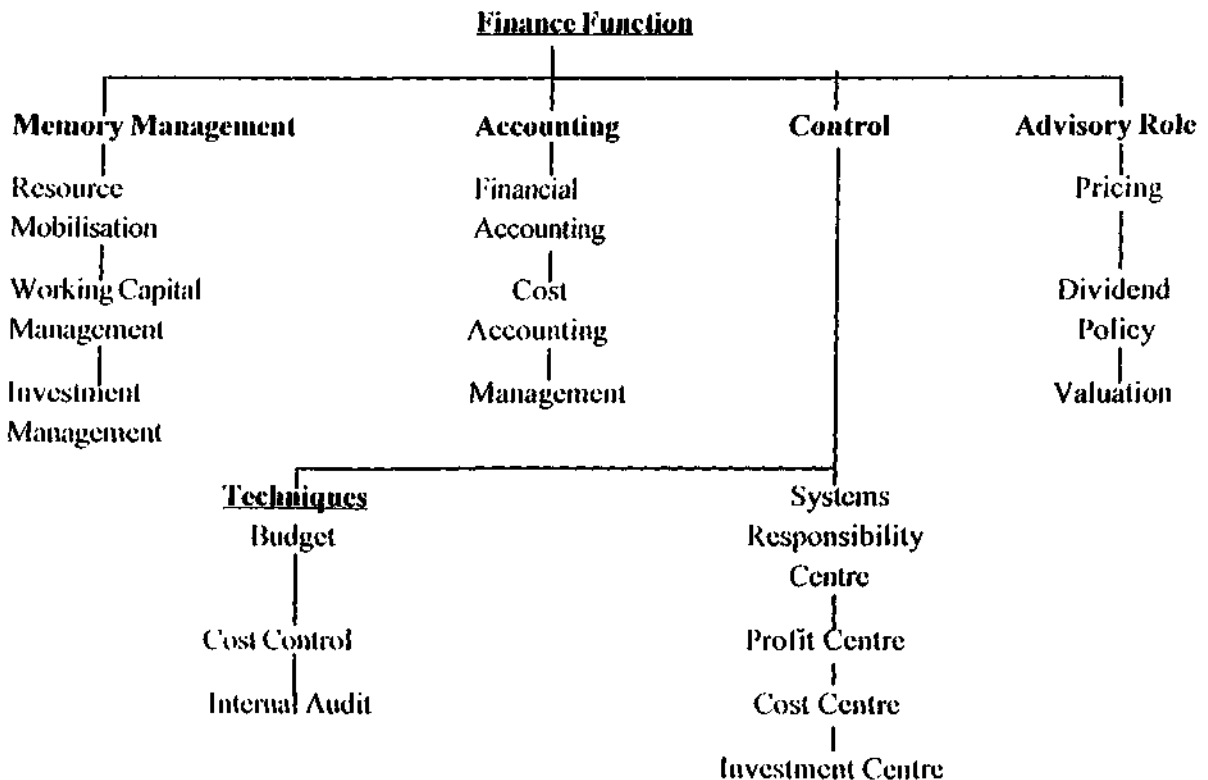 Finance Function
Memory Management
Accounting
Control
Advisory Role
Resource
Mobilisation
Working Capital
Management
Investment
Management
Financial
Accounting
Cost
Accounting
Management
Pricing
Dividend
Policy
Valuation
Techniques
Budget
Cost Control
Internal Audit
Systems
Responsibility
Centre
Profit Centre
Cost Centre
Investment Centre